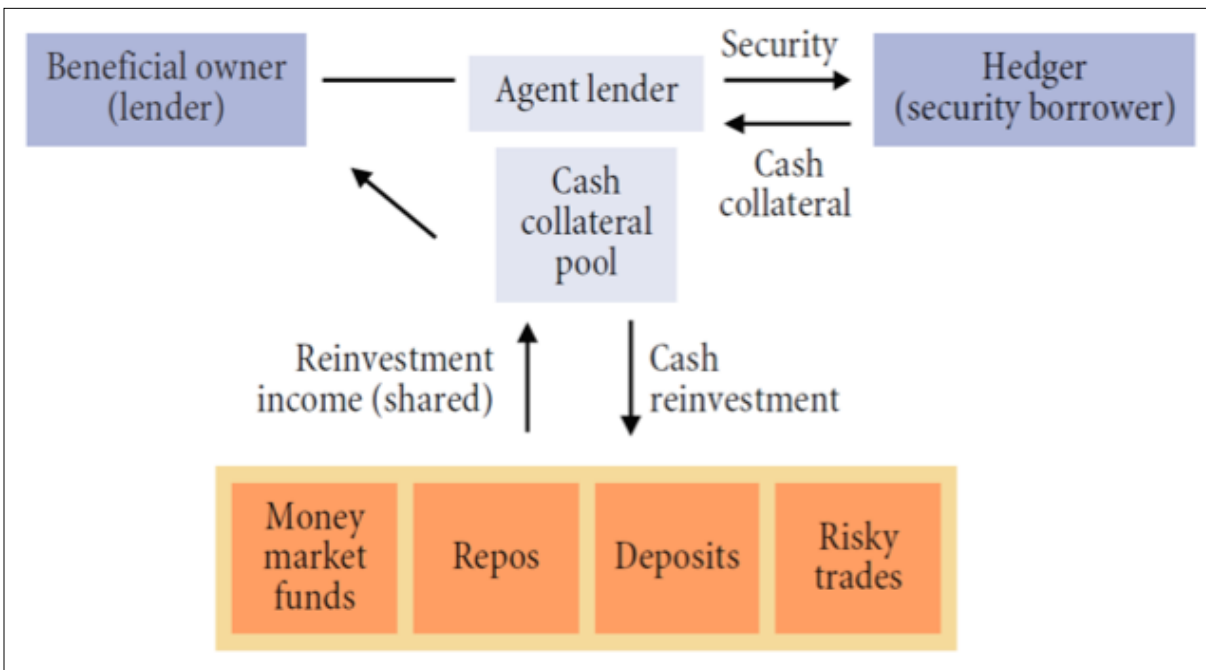 Beneficial owner
(lender)
Agent lender
Security
Hedger
(security borrower)
Cash
collateral
Cash
collateral
pool
Reinvestment
income (shared)
Cash
reinvestment
Money
market
funds
Repos
Deposits
Risky
trades